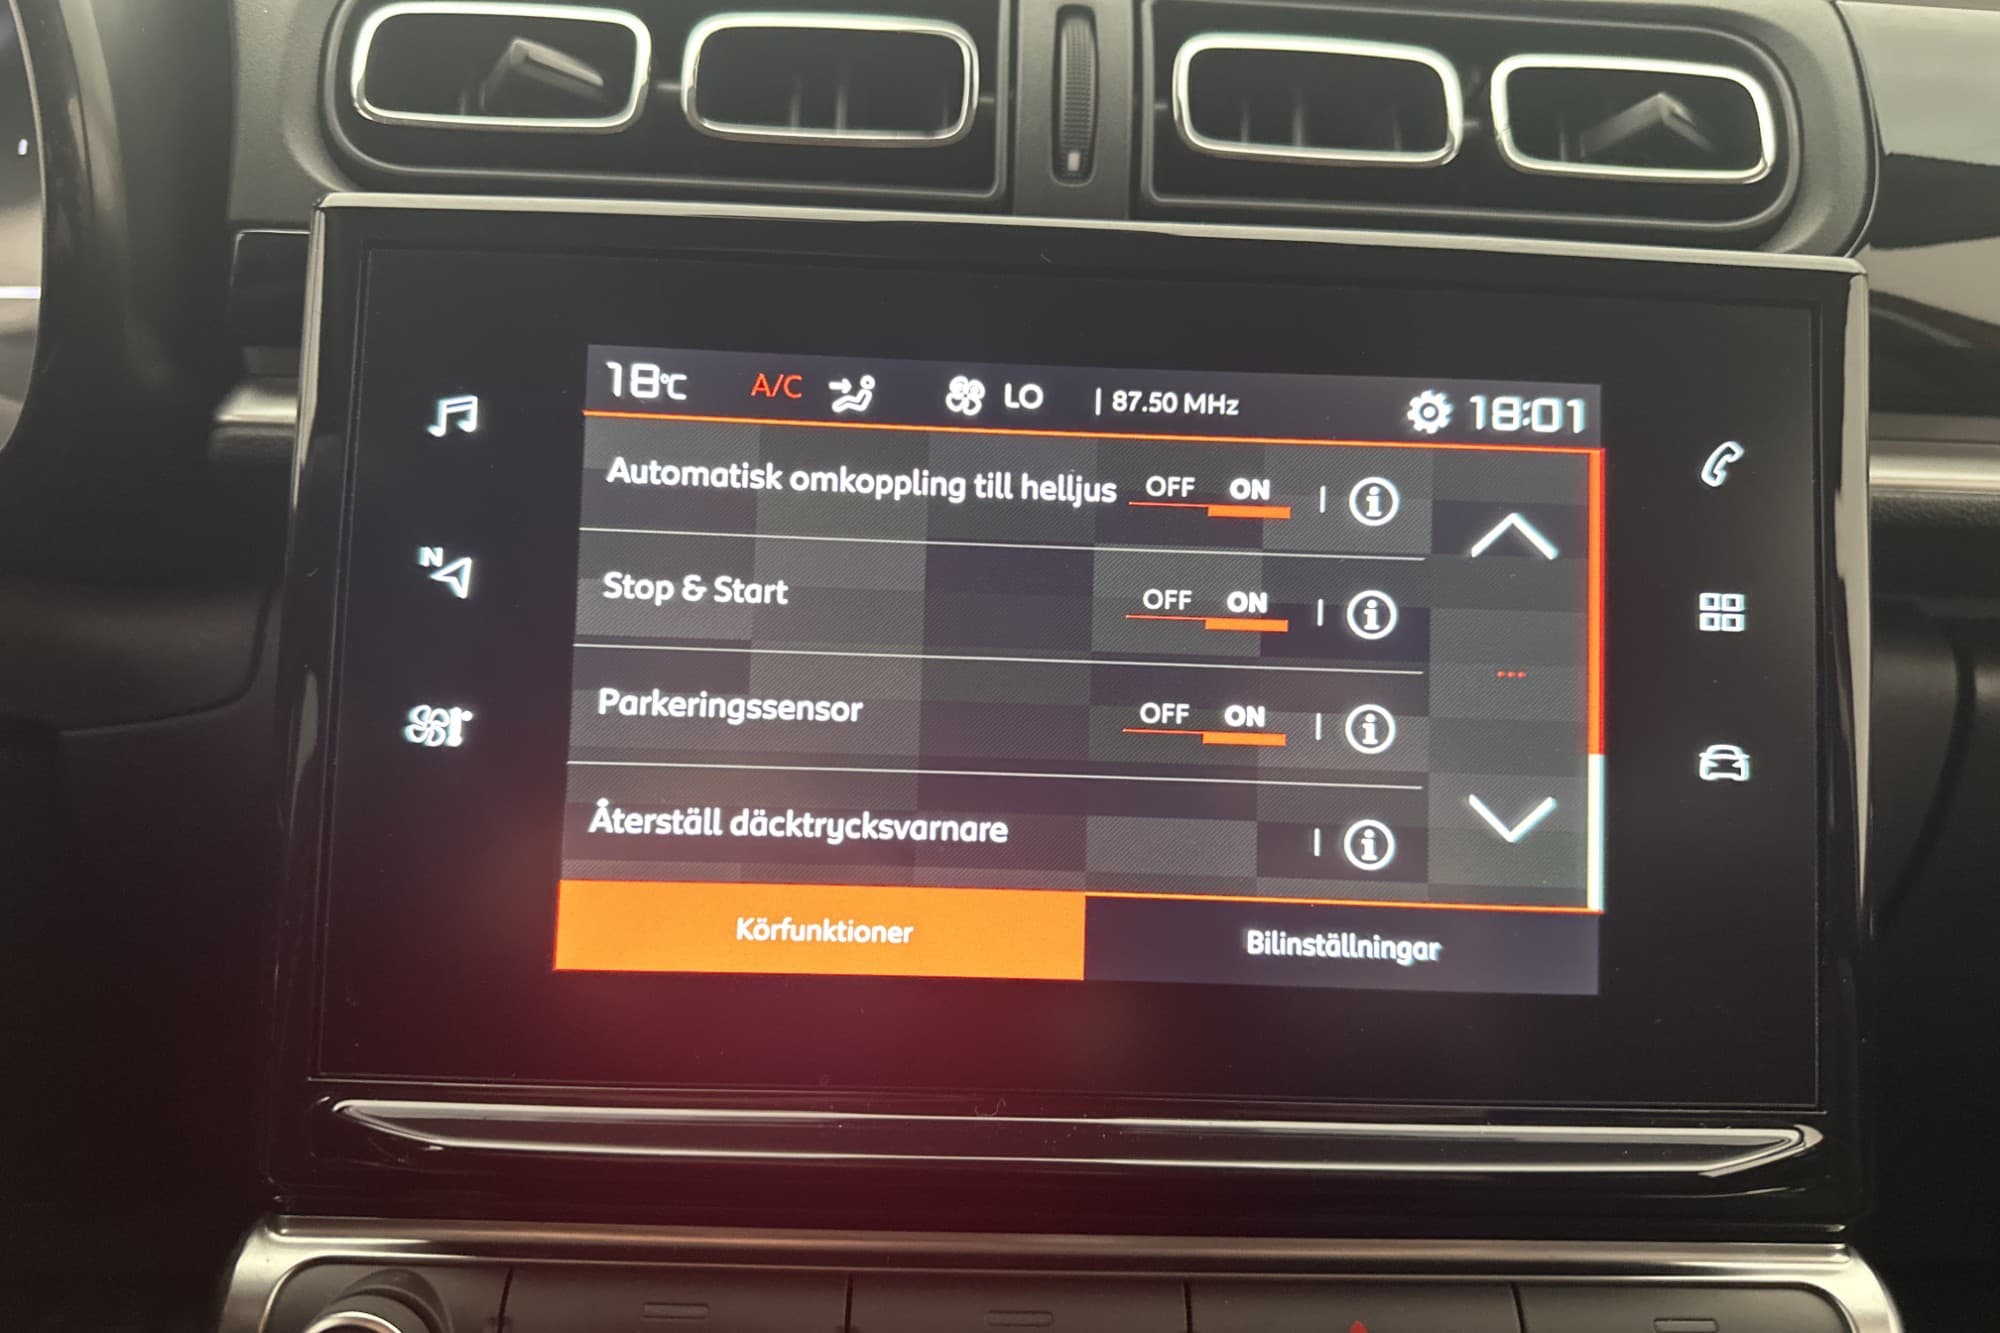 18°C A/C LO | 87.50 MHz 18:01
Automatisk omkoppling till helljus OFF ON
Stop & Start OFF ON
Parkeringssensor OFF ON
Återställ däcktrycksvarnare
Körfunktioner Bilinställningar
N